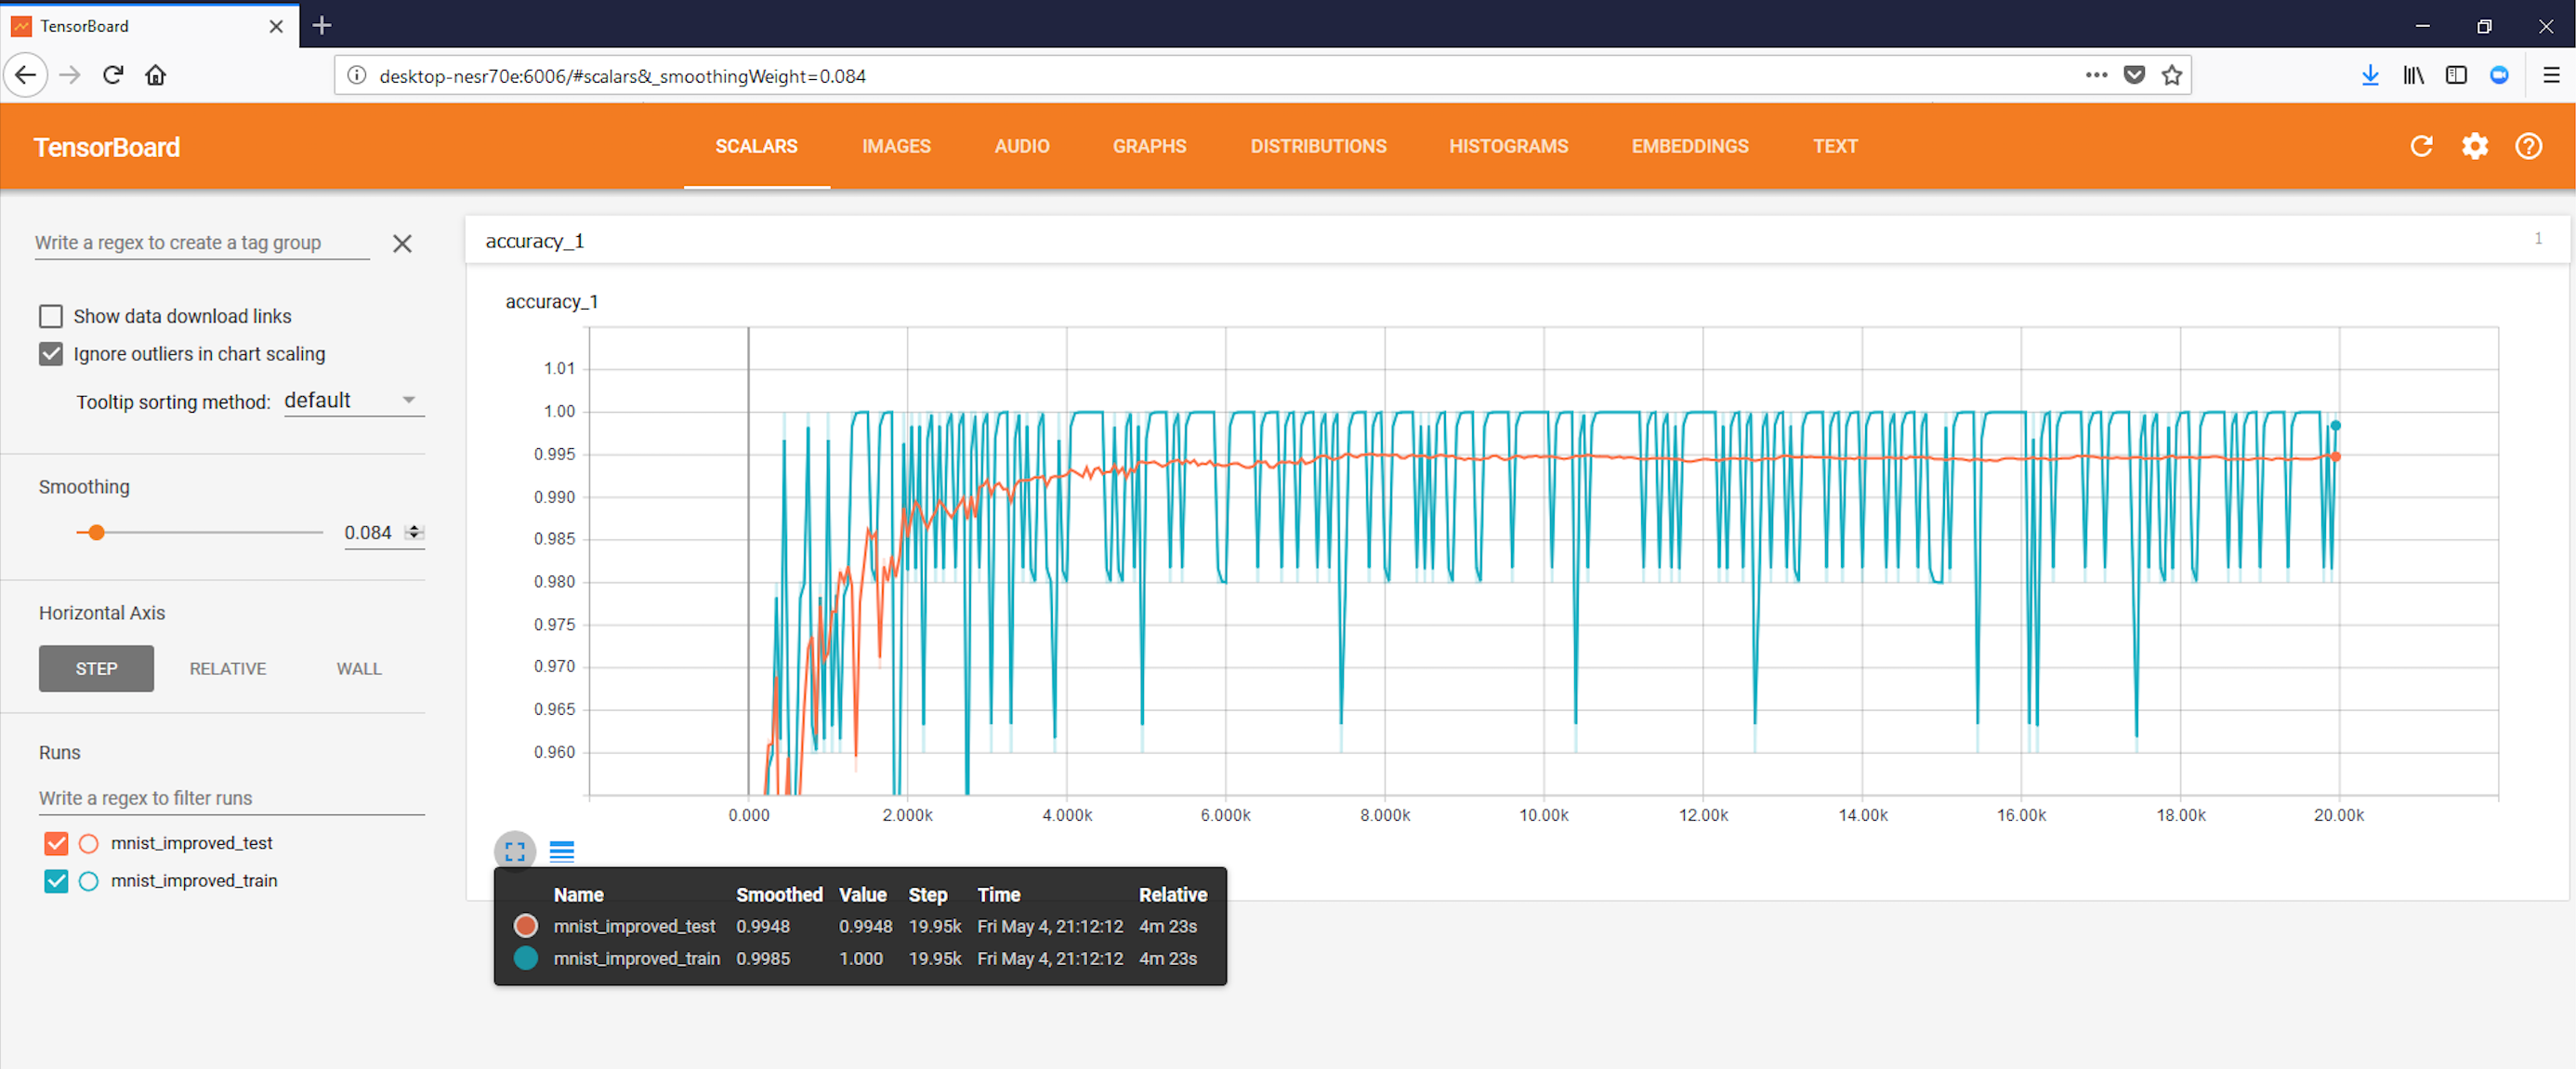 TensorBoard
desktop-nesr70e:6006/#scalars&_smoothingWeight=0.084
TensorBoard SCALARS IMAGES AUDIO GRAPHS DISTRIBUTIONS HISTOGRAMS EMBEDDINGS TEXT
Write a regex to create a tag group
Show data download links
Ignore outliers in chart scaling
Tooltip sorting method: default
Smoothing
0.084
Horizontal Axis
STEP RELATIVE WALL
Runs
Write a regex to filter runs
mnist_improved_test
mnist_improved_train
accuracy_1 1
accuracy_1
1.01
1.00
0.995
0.990
0.985
0.980
0.975
0.970
0.965
0.960
0.000 2.000k 4.000k 6.000k 8.000k 10.00k 12.00k 14.00k 16.00k 18.00k 20.00k
Name Smoothed Value Step Time Relative
mnist_improved_test 0.9948 0.9948 19.95k Fri May 4, 21:12:12 4m 23s
mnist_improved_train 0.9985 1.000 19.95k Fri May 4, 21:12:12 4m 23s